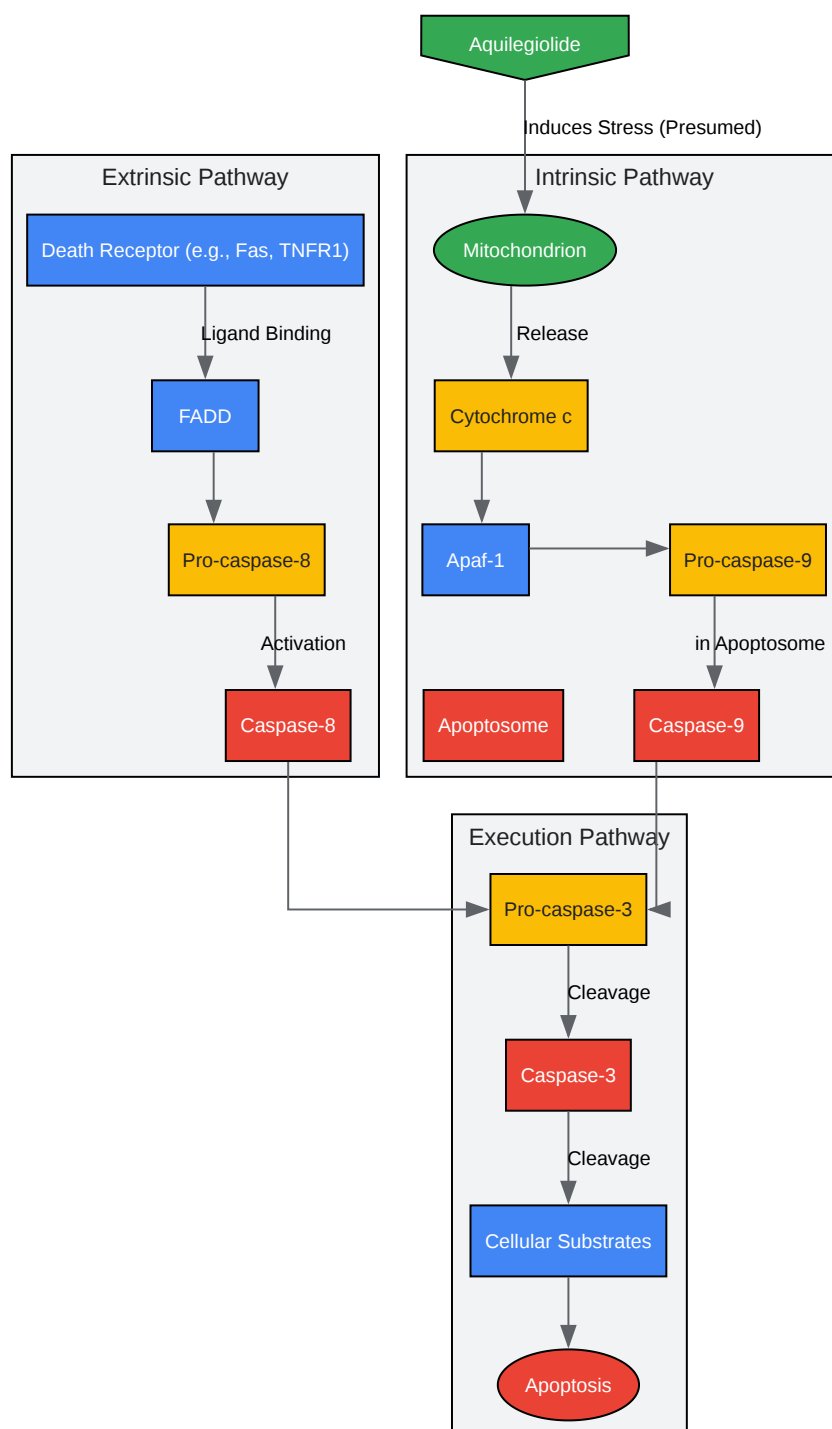 Aquilegiolide
Induces Stress (Presumed)
Extrinsic Pathway
Death Receptor (e.g., Fas, TNFR1)
Ligand Binding
FADD
Pro-caspase-8
Activation
Caspase-8
Intrinsic Pathway
Mitochondrion
Release
Cytochrome c
Apaf-1
Pro-caspase-9
in Apoptosome
Apoptosome
Caspase-9
Execution Pathway
Pro-caspase-3
Cleavage
Caspase-3
Cleavage
Cellular Substrates
Apoptosis